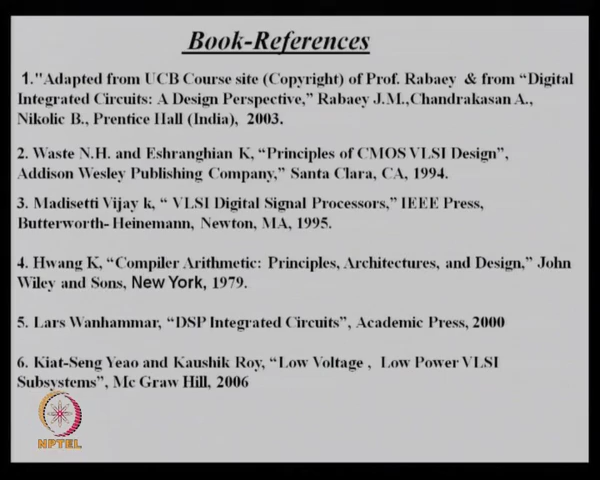 Book-References
1."Adapted from UCB Course site (Copyright) of Prof. Rabaey & from “Digital
Integrated Circuits: A Design Perspective,” Rabaey J.M.,Chandrakasan A.,
Nikolic B., Prentice Hall (India), 2003.
2. Waste N.H. and Eshranghian K, “Principles of CMOS VLSI Design”,
Addison Wesley Publishing Company,” Santa Clara, CA, 1994.
3. Madisetti Vijay k, “ VLSI Digital Signal Processors,” IEEE Press,
Butterworth- Heinemann, Newton, MA, 1995.
4. Hwang K, “Compiler Arithmetic: Principles, Architectures, and Design,” John
Wiley and Sons, New York, 1979.
5. Lars Wanhammar, “DSP Integrated Circuits”, Academic Press, 2000
6. Kiat-Seng Yeao and Kaushik Roy, “Low Voltage , Low Power VLSI
Subsystems”, Mc Graw Hill, 2006
NPTEL